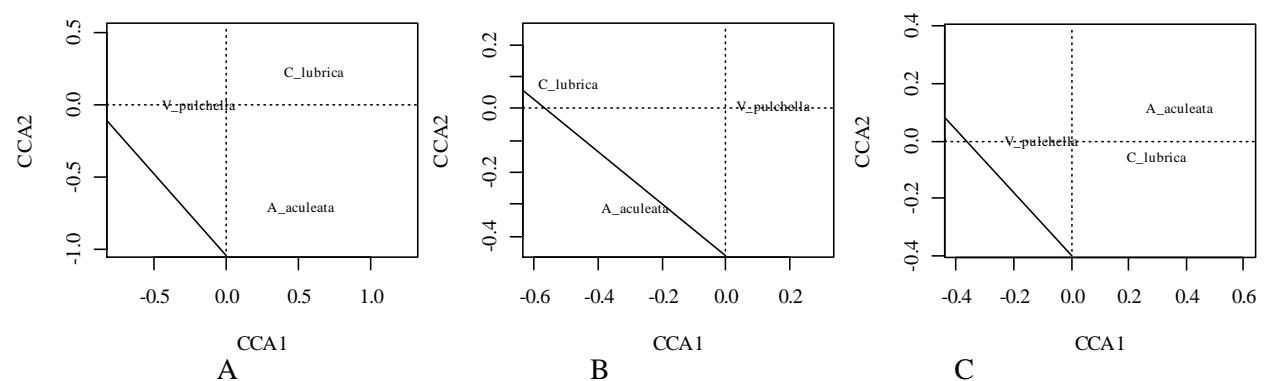 0.5
0.0
-0.5
-1.0
CCA2
C_lubrica
V_pulchella
A_aculeata
-0.5 0.0 0.5 1.0
CCA1
A
0.2
0.0
-0.2
-0.4
CCA2
C_lubrica
V_pulchella
A_aculeata
-0.6 -0.4 -0.2 0.0 0.2
CCA1
B
0.4
0.2
0.0
-0.2
-0.4
CCA2
A_aculeata
V_pulchella
C_lubrica
-0.4 -0.2 0.0 0.2 0.4 0.6
CCA1
C